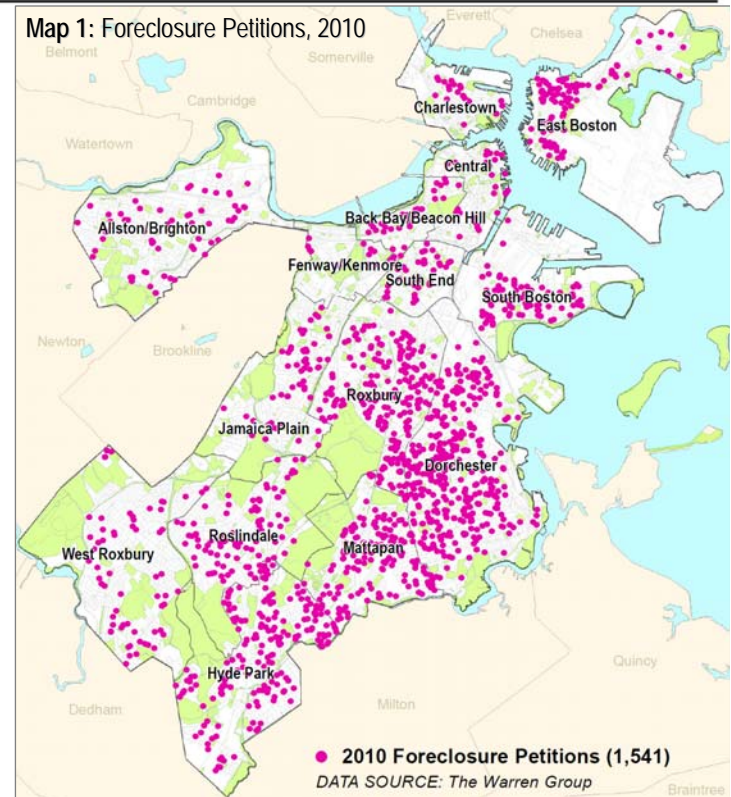 Map 1: Foreclosure Petitions, 2010
Everett
Belmont
Somerville
Chelsea
Cambridge
Charlestown
East Boston
Watertown
Central
Back Bay/Beacon Hill
Allston/Brighton
Fenway/Kenmore
South End
South Boston
Newton
Brookline
Roxbury
Jamaica Plain
Dorchester
Roslindale
Mattapan
West Roxbury
Quincy
Hyde Park
Dedham
Milton
2010 Foreclosure Petitions (1,541)
DATA SOURCE: The Warren Group
Braintree